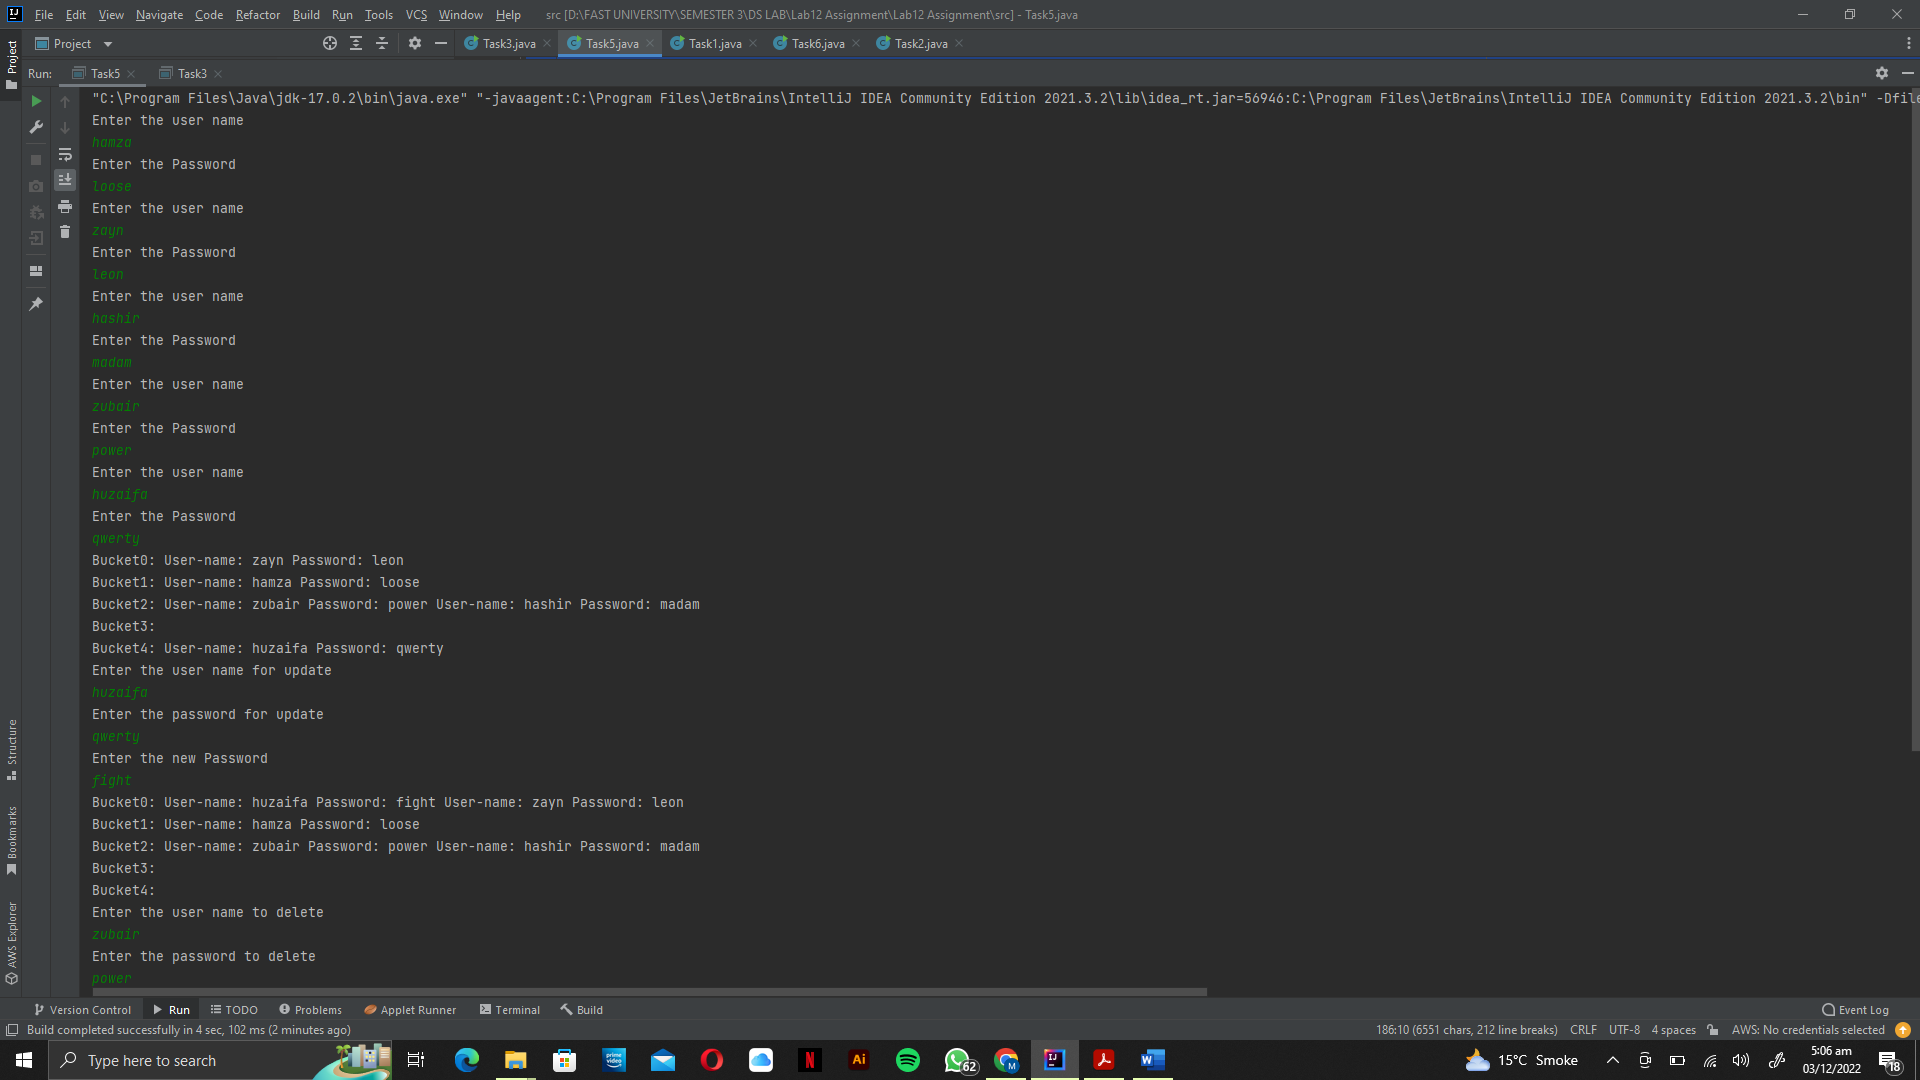 File Edit View Navigate Code Refactor Build Run Tools VCS Window Help src [D:\FAST UNIVERSITY\SEMESTER 3\DS LAB\Lab12 Assignment\Lab12 Assignment\src] - Task5.java
Project Task3.java Task5.java Task1.java Task6.java Task2.java
Project
Run: Task5 Task3
"C:\Program Files\Java\jdk-17.0.2\bin\java.exe" "-javaagent:C:\Program Files\JetBrains\IntelliJ IDEA Community Edition 2021.3.2\lib\idea_rt.jar=56946:C:\Program Files\JetBrains\IntelliJ IDEA Community Edition 2021.3.2\bin" -Dfile
Enter the user name
hamza
Enter the Password
loose
Enter the user name
zayn
Enter the Password
leon
Enter the user name
hashir
Enter the Password
madam
Enter the user name
zubair
Enter the Password
power
Enter the user name
huzaifa
Enter the Password
qwerty
Bucket0: User-name: zayn Password: leon
Bucket1: User-name: hamza Password: loose
Bucket2: User-name: zubair Password: power User-name: hashir Password: madam
Bucket3:
Bucket4: User-name: huzaifa Password: qwerty
Enter the user name for update
huzaifa
Enter the password for update
qwerty
Enter the new Password
fight
Bucket0: User-name: huzaifa Password: fight User-name: zayn Password: leon
Bucket1: User-name: hamza Password: loose
Bucket2: User-name: zubair Password: power User-name: hashir Password: madam
Bucket3:
Bucket4:
Enter the user name to delete
zubair
Enter the password to delete
power
Structure
Bookmarks
AWS Explorer
Version Control Run TODO Problems Applet Runner Terminal Build Event Log
Build completed successfully in 4 sec, 102 ms (2 minutes ago) 186:10 (6551 chars, 212 line breaks) CRLF UTF-8 4 spaces AWS: No credentials selected
Type here to search prime video N Ai 62 M IJ W 15°C Smoke 5:06 am
03/12/2022 18